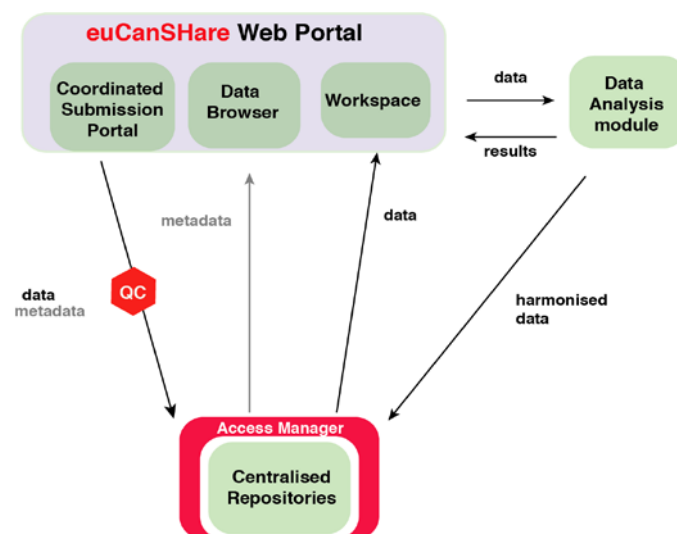 euCanSHare Web Portal
Coordinated
Submission
Portal
Data
Browser
Workspace
data
results
Data
Analysis
module
metadata
data
QC
data
metadata
harmonised
data
Access Manager
Centralised
Repositories